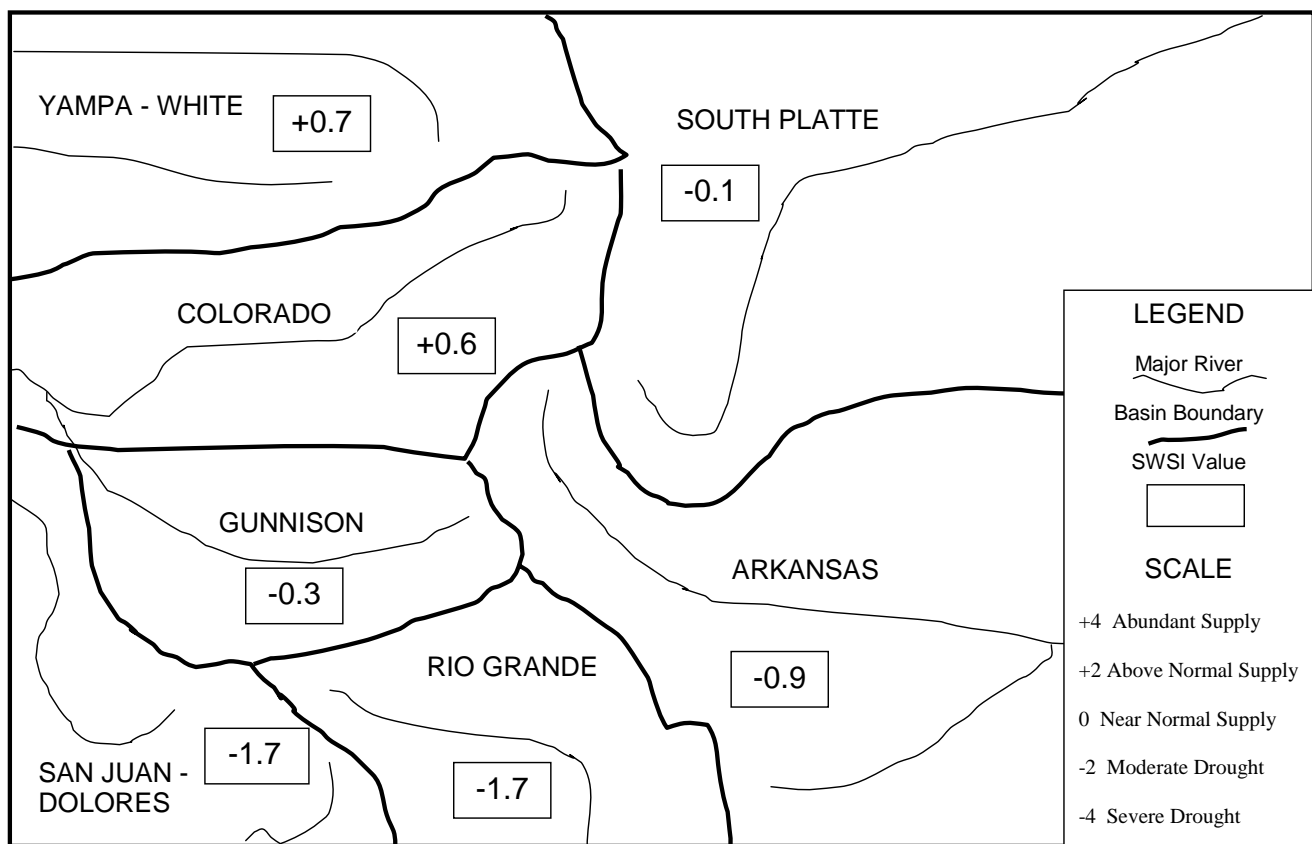 YAMPA - WHITE
+0.7
SOUTH PLATTE
-0.1
COLORADO
+0.6
GUNNISON
-0.3
ARKANSAS
-0.9
RIO GRANDE
-1.7
SAN JUAN -
DOLORES
-1.7
LEGEND
Major River
Basin Boundary
SWSI Value
SCALE
+4 Abundant Supply
+2 Above Normal Supply
0 Near Normal Supply
-2 Moderate Drought
-4 Severe Drought